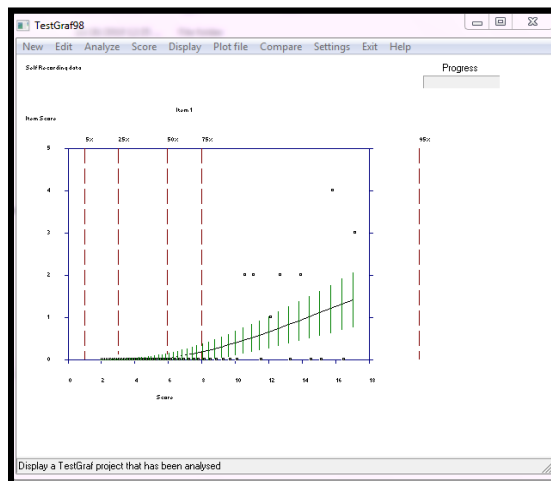 TestGraf98
New Edit Analyze Score Display Plot file Compare Settings Exit Help
Self Recording data
Progress
Item 1
Item Score
5% 25% 50% 75% 95%
5
4
3
2
1
0
0 2 4 6 8 10 12 14 16 18
Score
Display a TestGraf project that has been analysed